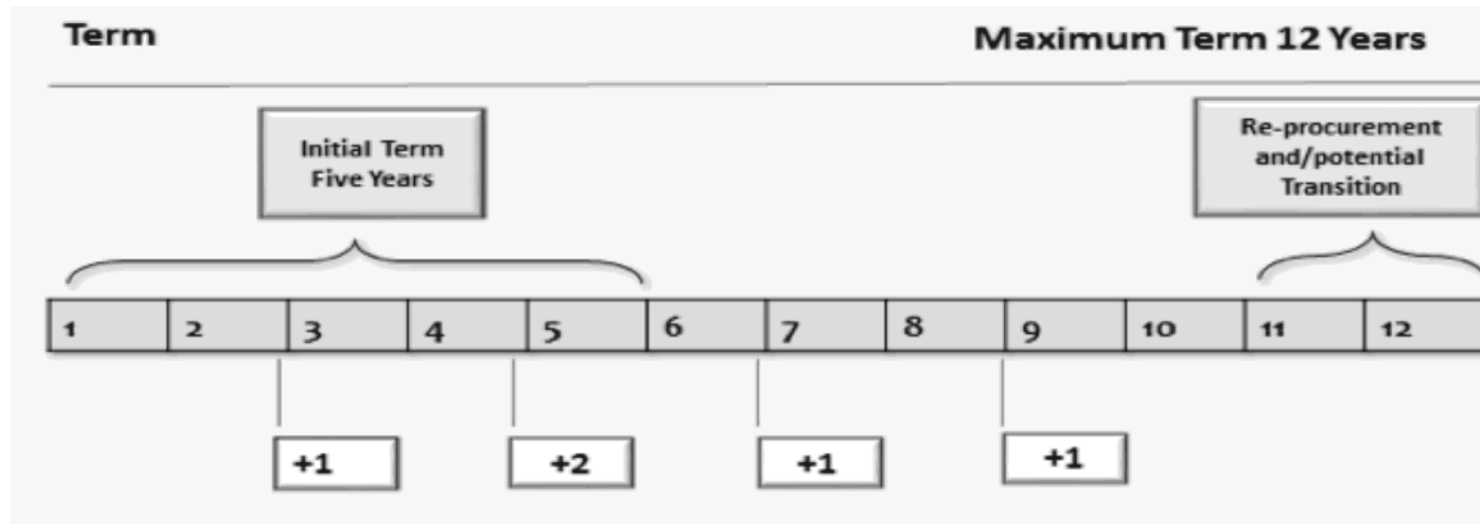 Term
Maximum Term 12 Years
Initial Term
Five Years
Re-procurement
and/potential
Transition
1 2 3 4 5 6 7 8 9 10 11 12
+1 +2 +1 +1